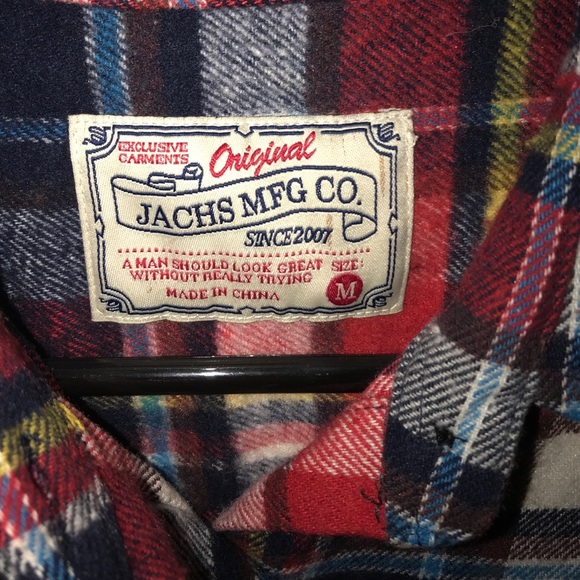 EXCLUSIVE
GARMENTS
Original
JACHS MFG CO.
SINCE 2007
A MAN SHOULD LOOK GREAT
WITHOUT REALLY TRYING
SIZE:
M
MADE IN CHINA